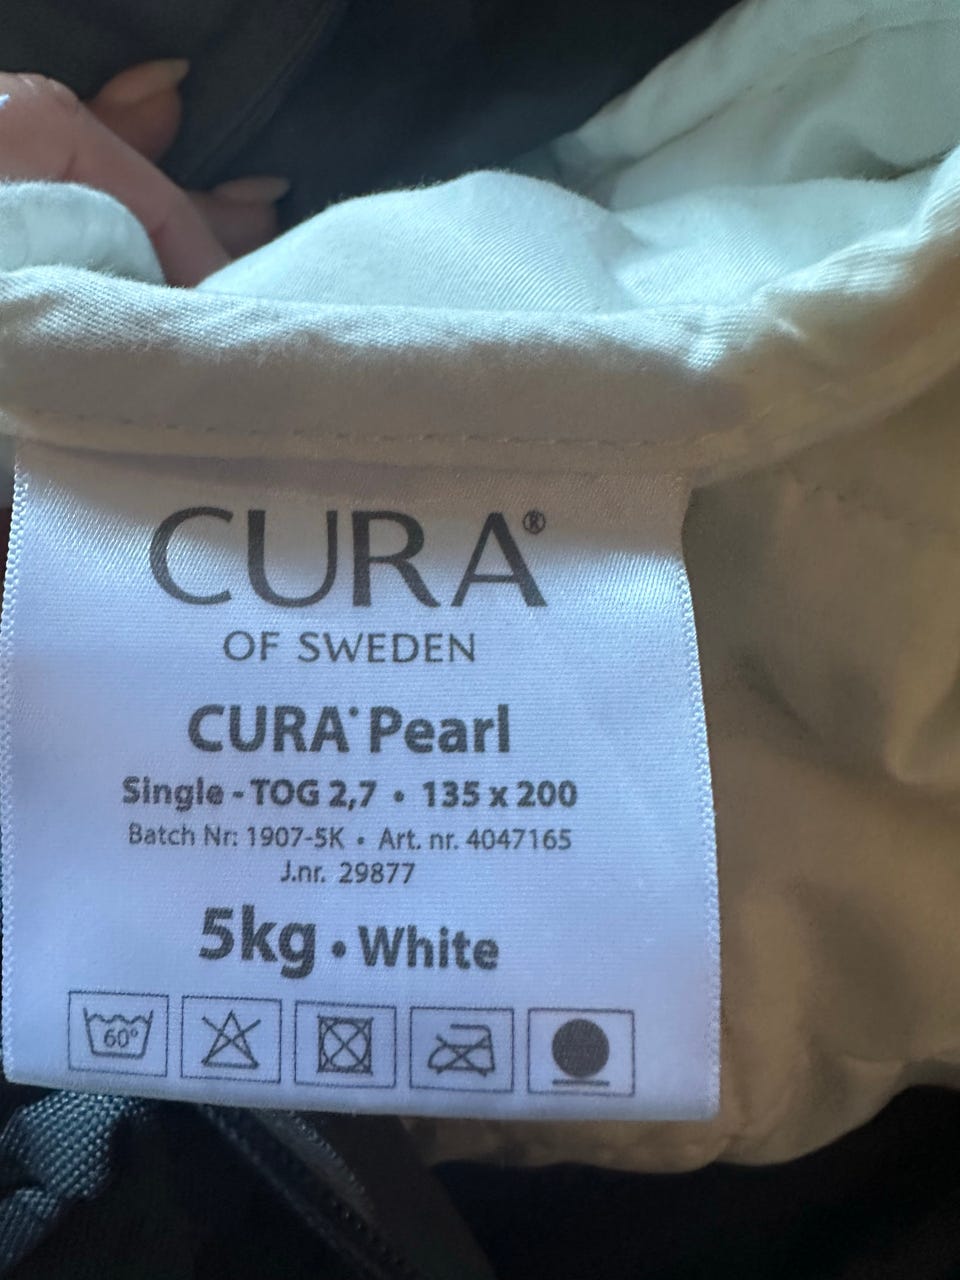 CURA®
OF SWEDEN
CURA® Pearl
Single - TOG 2,7 • 135 x 200
Batch Nr: 1907-5K • Art. nr. 4047165
J.nr. 29877
5kg • White
60°